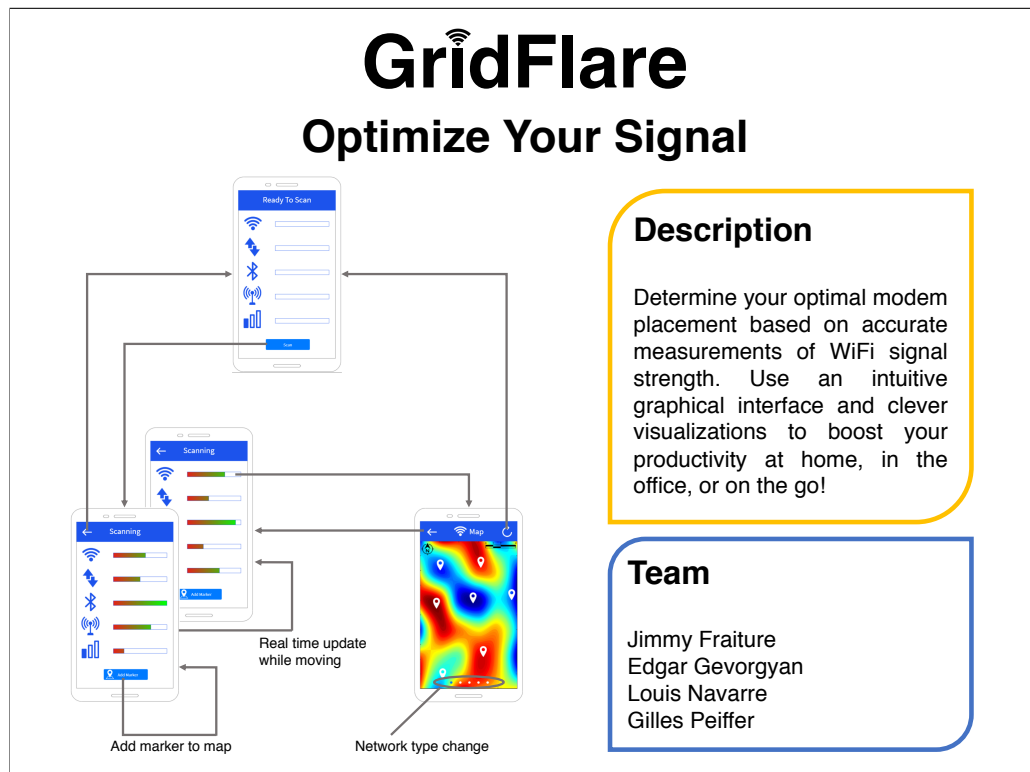 GridFlare
Optimize Your Signal
Ready To Scan
Scan
Scanning
Add Marker
Scanning
Add Marker
Map
Real time update
while moving
Add marker to map
Network type change
Description
Determine your optimal modem
placement based on accurate
measurements of WiFi signal
strength. Use an intuitive
graphical interface and clever
visualizations to boost your
productivity at home, in the
office, or on the go!
Team
Jimmy Fraiture
Edgar Gevorgyan
Louis Navarre
Gilles Peiffer